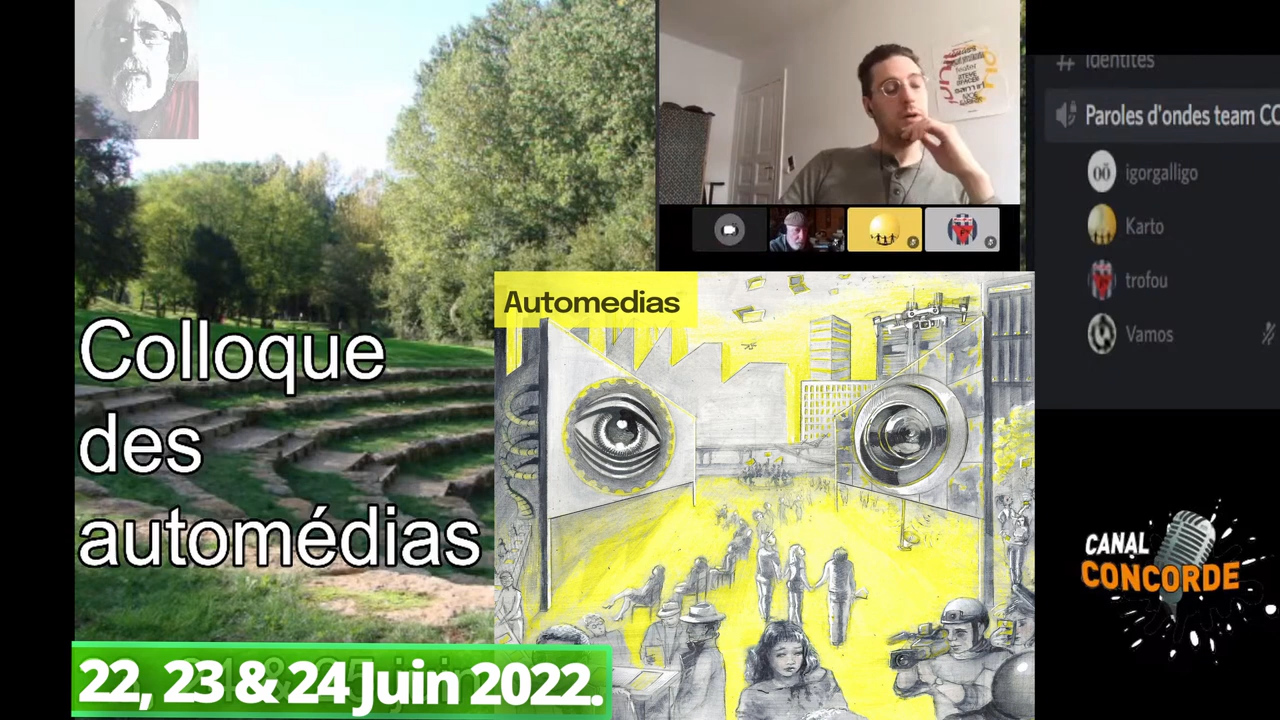 Colloque
des
automédias
22, 23 & 24 Juin 2022.
Automedias
# Identités
Paroles d'ondes team CC
igorgalligo
Karto
trofou
Vamos
CANAL
CONCORDE